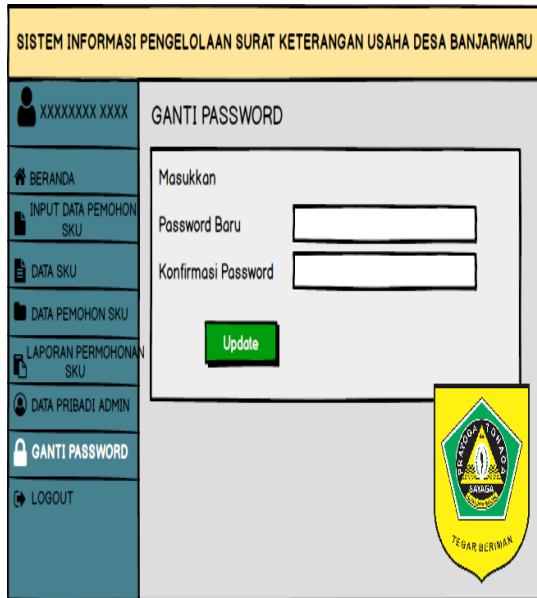 SISTEM INFORMASI PENGELOLAAN SURAT KETERANGAN USAHA DESA BANJARWARU
XXXXXXXX XXXX
BERANDA
INPUT DATA PEMOHON
SKU
DATA SKU
DATA PEMOHON SKU
LAPORAN PERMOHONAN
SKU
DATA PRIBADI ADMIN
GANTI PASSWORD
LOGOUT
GANTI PASSWORD
Masukkan
Password Baru
Konfirmasi Password
Update
PRAYOGA TOHAGA
SAYAGA
TEGAR BERIMAN